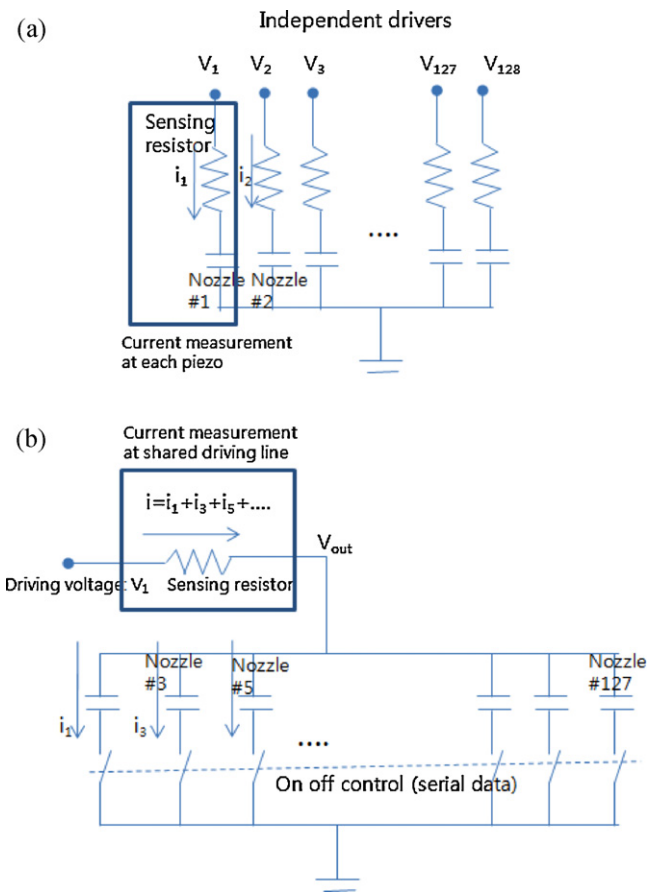 (a)
Independent drivers
V1 V2 V3 V127 V128
Sensing
resistor
i1 i2
....
Nozzle Nozzle
#1 #2
Current measurement
at each piezo
(b)
Current measurement
at shared driving line
i=i1+i3+i5+....
Vout
Driving voltage: V1 Sensing resistor
Nozzle Nozzle Nozzle
#3 #5 #127
i1 i3
....
On off control (serial data)